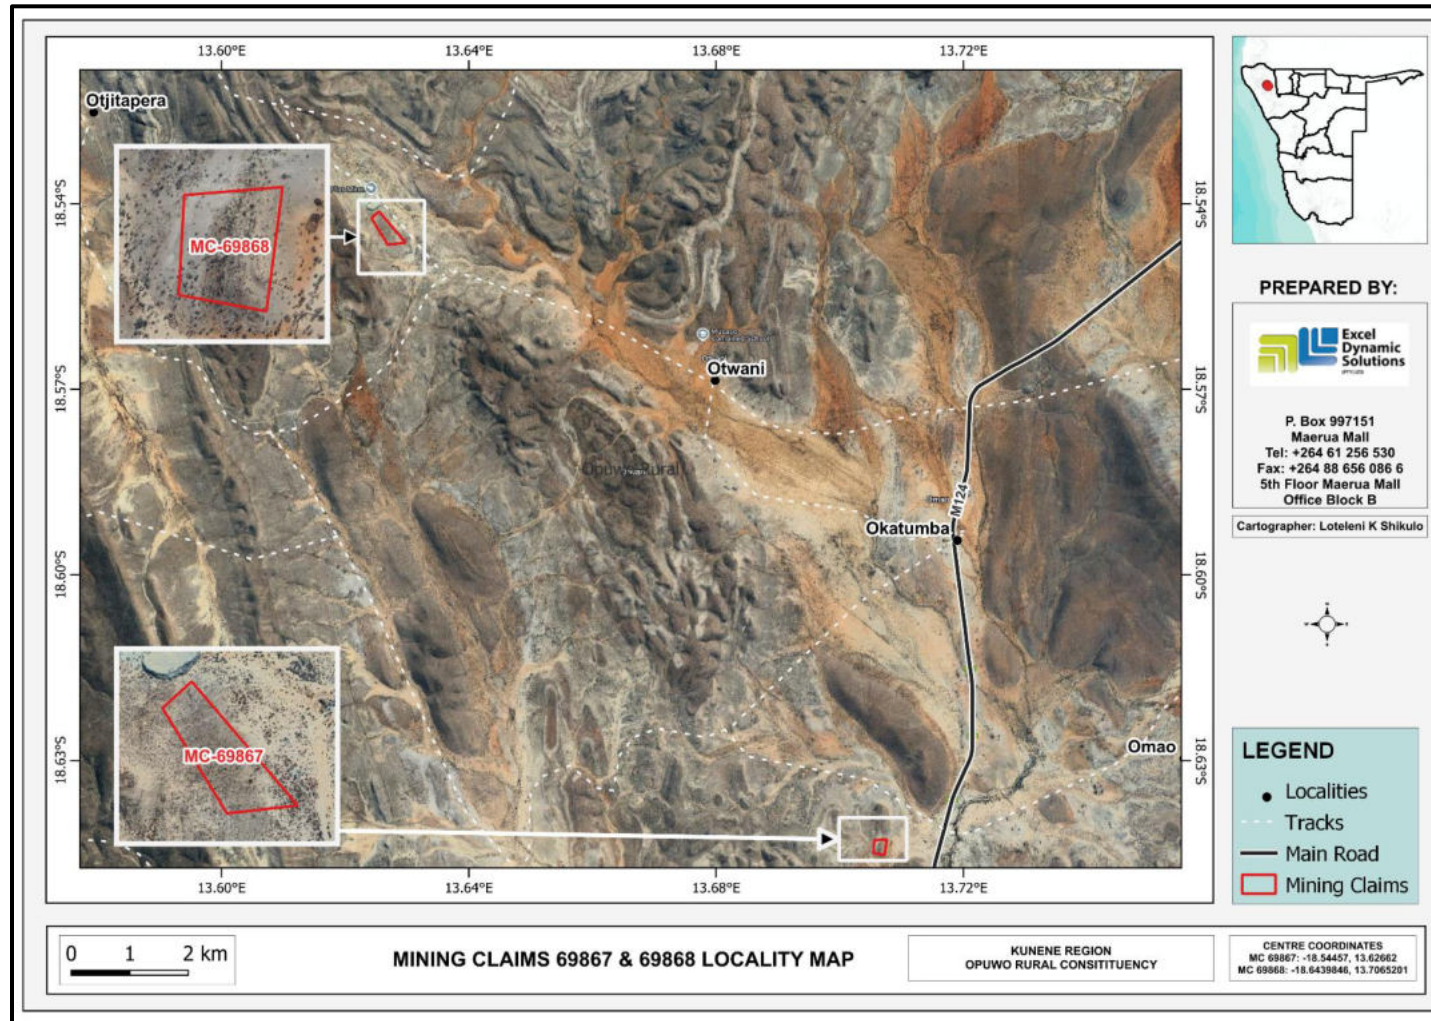 13.60°E
13.64°E
13.68°E
13.72°E
Otjitapera
18.54°S
18.54°S
MC-69868
Otwani
18.57°S
18.57°S
Opuwo Rural
M124
Okatumba
18.60°S
18.60°S
MC-69867
Omao
18.63°S
18.63°S
13.60°E
13.64°E
13.68°E
13.72°E
PREPARED BY:
Excel
Dynamic
Solutions
P. Box 997151
Maerua Mall
Tel: +264 61 256 530
Fax: +264 88 656 086 6
5th Floor Maerua Mall
Office Block B
Cartographer: Loteleni K Shikulo
LEGEND
Localities
Tracks
Main Road
Mining Claims
0 1 2 km
MINING CLAIMS 69867 & 69868 LOCALITY MAP
KUNENE REGION
OPUWO RURAL CONSITITUENCY
CENTRE COORDINATES
MC 69867: -18.54457, 13.62662
MC 69868: -18.6439846, 13.7065201